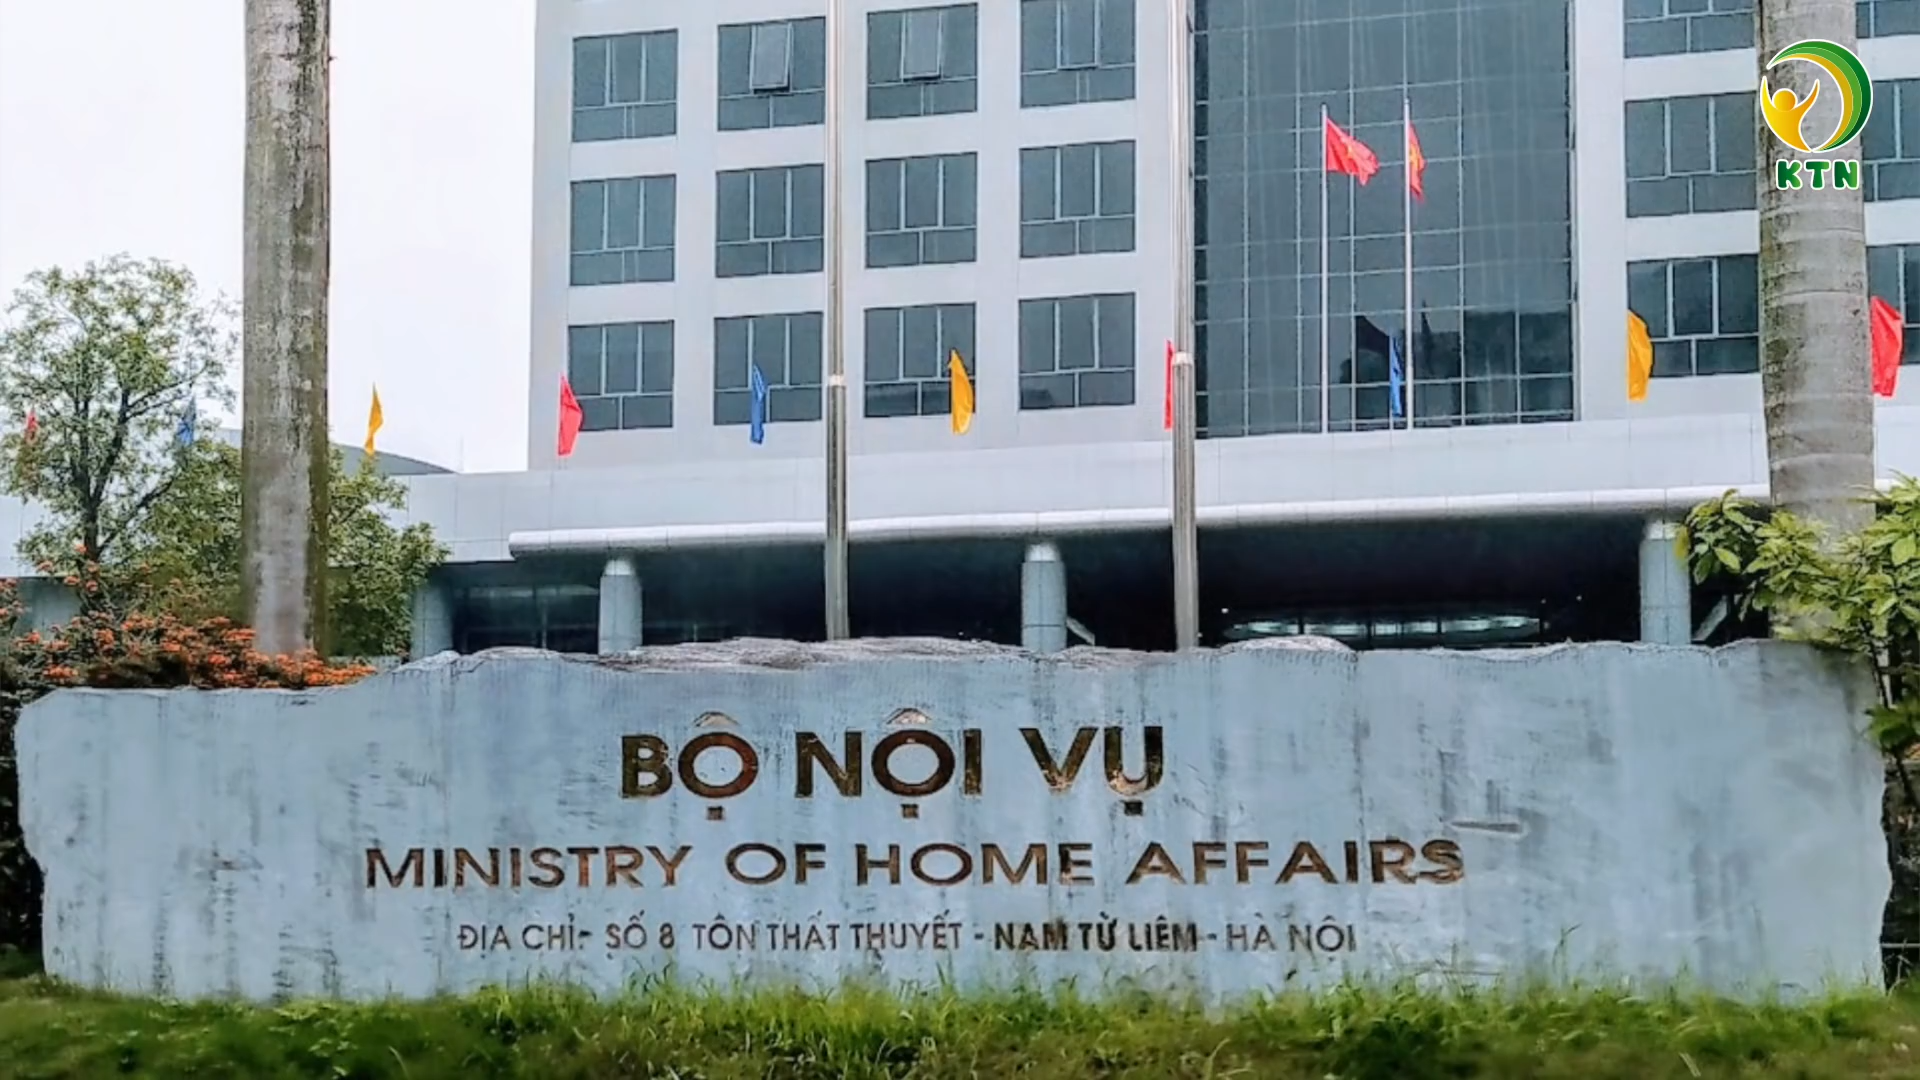 KTN
BỘ NỘI VỤ
MINISTRY OF HOME AFFAIRS
ĐỊA CHỈ:- SỐ 8 TÔN THẤT THUYẾT - NAM TỪ LIÊM - HÀ NỘI